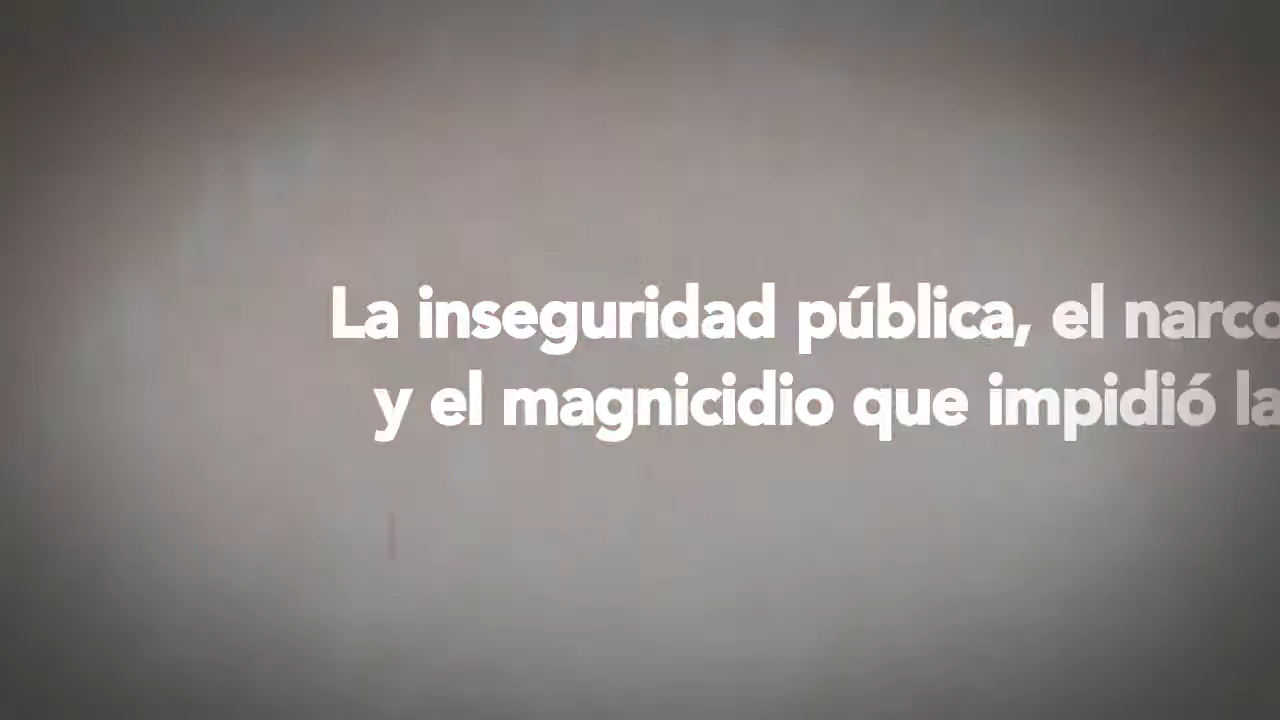 La inseguridad pública, el narco
y el magnicidio que impidió la